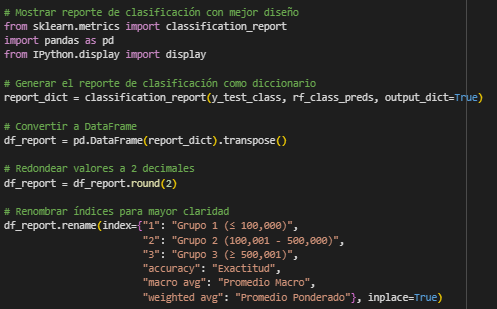 # Mostrar reporte de clasificación con mejor diseño
from sklearn.metrics import classification_report
import pandas as pd
from IPython.display import display

# Generar el reporte de clasificación como diccionario
report_dict = classification_report(y_test_class, rf_class_preds, output_dict=True)

# Convertir a DataFrame
df_report = pd.DataFrame(report_dict).transpose()

# Redondear valores a 2 decimales
df_report = df_report.round(2)

# Renombrar índices para mayor claridad
df_report.rename(index={"1": "Grupo 1 (≤ 100,000)",
                        "2": "Grupo 2 (100,001 - 500,000)",
                        "3": "Grupo 3 (≥ 500,001)",
                        "accuracy": "Exactitud",
                        "macro avg": "Promedio Macro",
                        "weighted avg": "Promedio Ponderado"}, inplace=True)